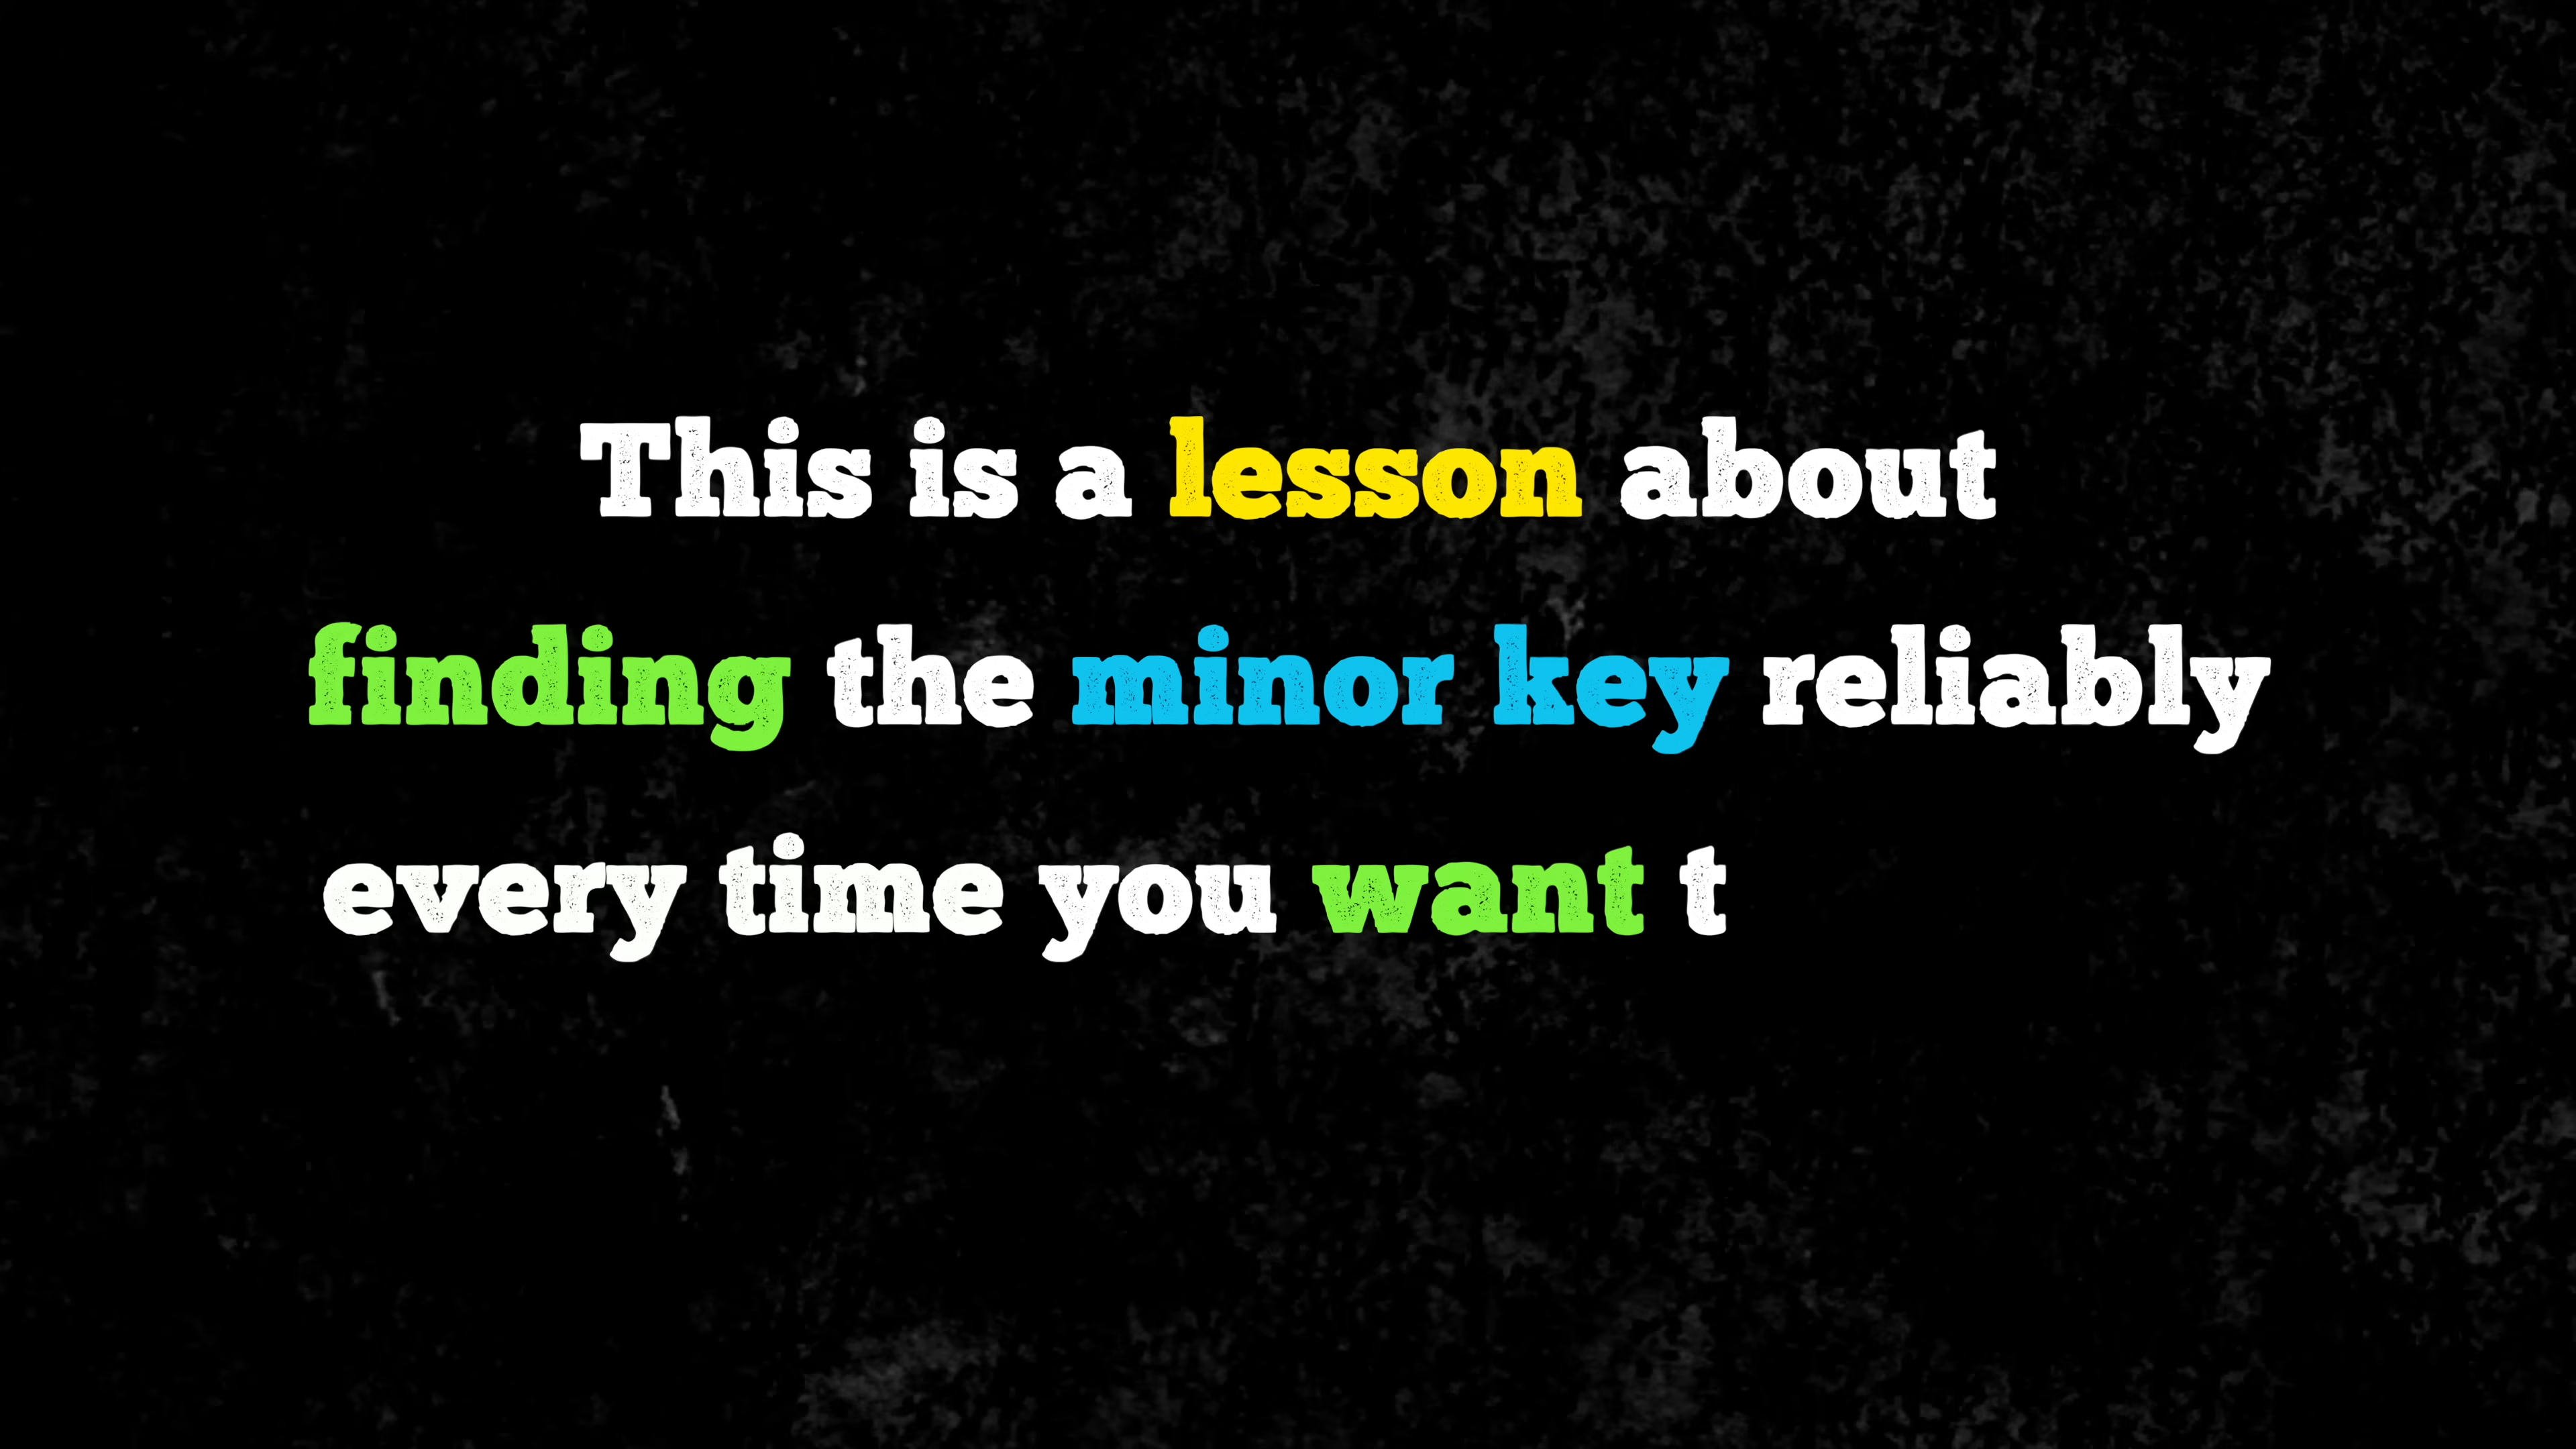 This is a lesson about
finding the minor key reliably
every time you want t